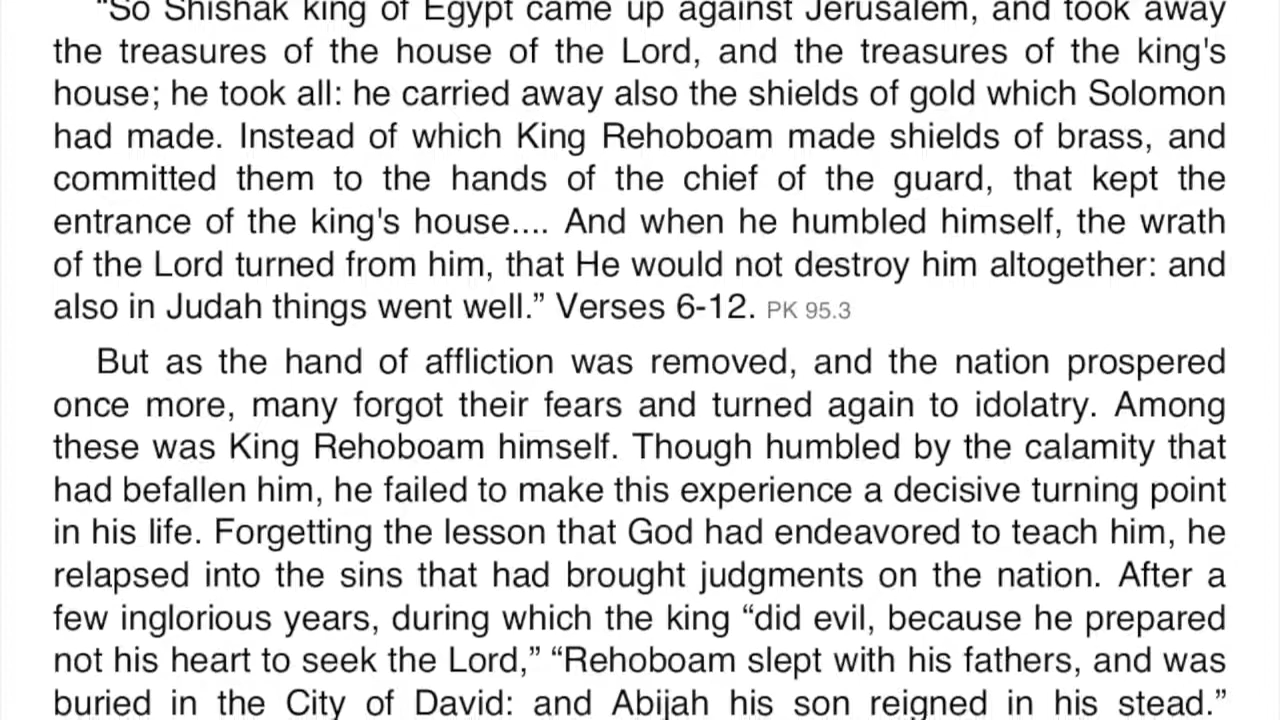 “So Shishak king of Egypt came up against Jerusalem, and took away
the treasures of the house of the Lord, and the treasures of the king's
house; he took all: he carried away also the shields of gold which Solomon
had made. Instead of which King Rehoboam made shields of brass, and
committed them to the hands of the chief of the guard, that kept the
entrance of the king's house.... And when he humbled himself, the wrath
of the Lord turned from him, that He would not destroy him altogether: and
also in Judah things went well.” Verses 6-12. PK 95.3
But as the hand of affliction was removed, and the nation prospered
once more, many forgot their fears and turned again to idolatry. Among
these was King Rehoboam himself. Though humbled by the calamity that
had befallen him, he failed to make this experience a decisive turning point
in his life. Forgetting the lesson that God had endeavored to teach him, he
relapsed into the sins that had brought judgments on the nation. After a
few inglorious years, during which the king “did evil, because he prepared
not his heart to seek the Lord,” “Rehoboam slept with his fathers, and was
buried in the City of David: and Abijah his son reigned in his stead.”